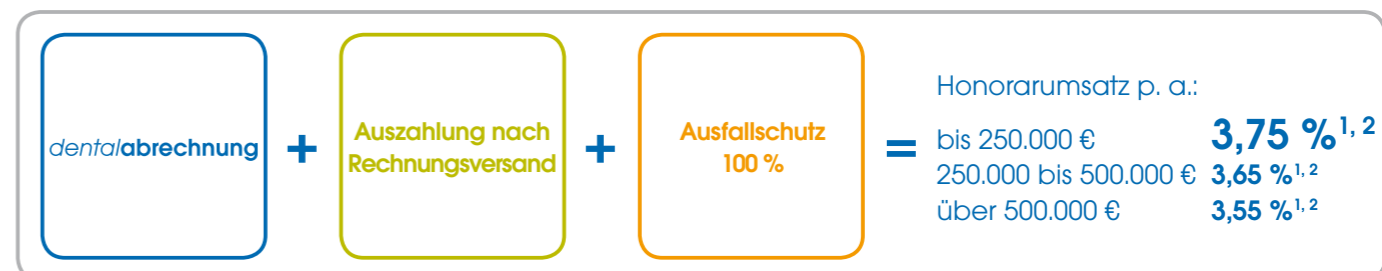 dentalabrechnung
+
Auszahlung nach
Rechnungsversand
+
Ausfallschutz
100 %
=
Honorarumsatz p. a.:
bis 250.000 € 3,75 %1, 2
250.000 bis 500.000 € 3,65 %1, 2
über 500.000 € 3,55 %1, 2